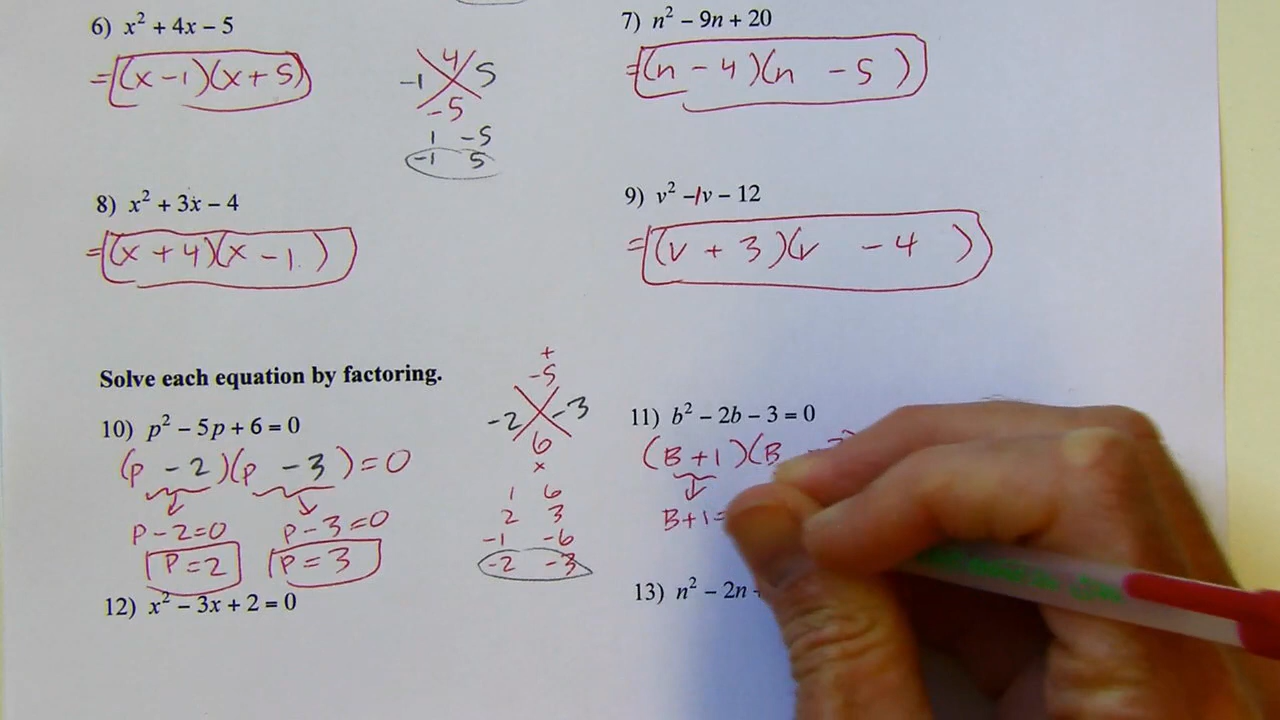 6) x² + 4x − 5
= (x − 1)(x + 5)
4
-1 5
-5
1 -5
-1 5
7) n² − 9n + 20
= (n − 4)(n − 5)
8) x² + 3x − 4
= (x + 4)(x − 1)
9) v² − 1v − 12
= (v + 3)(v − 4)
Solve each equation by factoring.
10) p² − 5p + 6 = 0
(p − 2)(p − 3) = 0
p − 2 = 0 p − 3 = 0
p = 2 p = 3
+
-5
-2 -3
6
×
1 6
2 3
-1 -6
-2 -3
11) b² − 2b − 3 = 0
(B + 1)(B
B + 1 =
12) x² − 3x + 2 = 0
13) n² − 2n